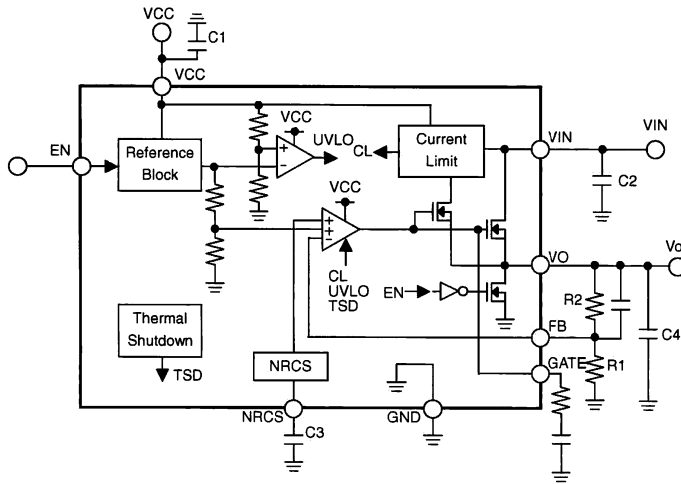 VCC
C1
VCC
VCC
UVLO
Current
Limit
CL
VIN
VIN
EN
Reference
Block
+
−
C2
VCC
+
+
−
CL
UVLO
TSD
EN
VO
Vo
R2
C4
FB
Thermal
Shutdown
TSD
NRCS
GATE
R1
NRCS
GND
C3